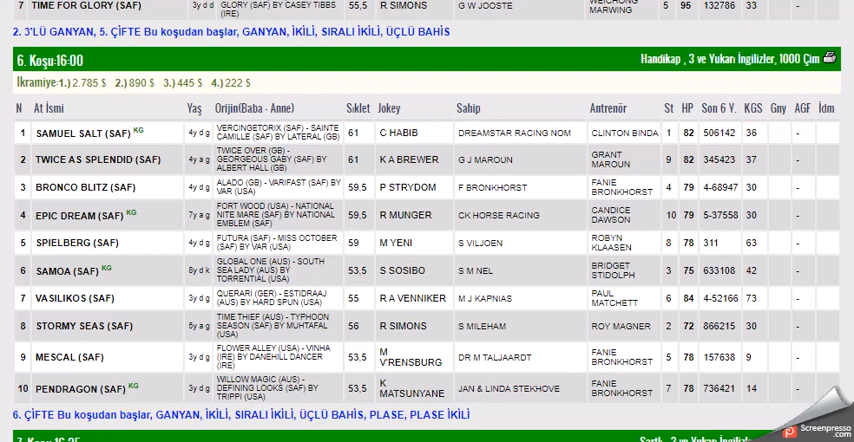 7 TIME FOR GLORY (SAF) 3y d d GLORY (SAF) BY CASEY TIBBS (IRE) 55,5 R SIMONS G W JOOSTE WEICHONG MARWING 5 95 132786 33
2. 3'LÜ GANYAN, 5. ÇİFTE Bu koşudan başlar, GANYAN, İKİLİ, SIRALI İKİLİ, ÜÇLÜ BAHİS
6. Koşu:16:00 Handikap , 3 ve Yukarı İngilizler, 1000 Çim
İkramiye:1.) 2.785 $ 2.) 890 $ 3.) 445 $ 4.) 222 $
N At İsmi Yaş Orijin(Baba - Anne) Sıklet Jokey Sahip Antrenör St HP Son 6 Y. KGS Gny AGF İdm
1 SAMUEL SALT (SAF) KG 4y d g VERCINGETORIX (SAF) - SAINTE CAMILLE (SAF) BY LATERAL (GB) 61 C HABIB DREAMSTAR RACING NOM CLINTON BINDA 1 82 506142 36 -
2 TWICE AS SPLENDID (SAF) 4y a g TWICE OVER (GB) - GEORGEOUS GABY (SAF) BY ALBERT HALL (GB) 61 K A BREWER G J MAROUN GRANT MAROUN 9 82 345423 37 -
3 BRONCO BLITZ (SAF) 4y d g ALADO (GB) - VARIFAST (SAF) BY VAR (USA) 59,5 P STRYDOM F BRONKHORST FANIE BRONKHORST 4 79 4-68947 30 -
4 EPIC DREAM (SAF) KG 7y a g FORT WOOD (USA) - NATIONAL NITE MARE (SAF) BY NATIONAL EMBLEM (SAF) 59,5 R MUNGER CK HORSE RACING CANDICE DAWSON 10 79 5-37558 30 -
5 SPIELBERG (SAF) 4y d g FUTURA (SAF) - MISS OCTOBER (SAF) BY VAR (USA) 59 M YENI S VILJOEN ROBYN KLAASEN 8 78 311 63 -
6 SAMOA (SAF) KG 8y d k GLOBAL ONE (AUS) - SOUTH SEA LADY (AUS) BY TORRENTIAL (USA) 53,5 S SOSIBO S M NEL BRIDGET STIDOLPH 3 75 633108 42 -
7 VASILIKOS (SAF) 3y d g QUERARI (GER) - ESTIDRAAJ (AUS) BY HARD SPUN (USA) 55 R A VENNIKER M J KAPNIAS PAUL MATCHETT 6 84 4-52166 73 -
8 STORMY SEAS (SAF) 5y a g TIME THIEF (AUS) - TYPHOON SEASON (SAF) BY MUHTAFAL (USA) 56 R SIMONS S MILEHAM ROY MAGNER 2 72 866215 30 -
9 MESCAL (SAF) 3y d g FLOWER ALLEY (USA) - VINHA (IRE) BY DANEHILL DANCER (IRE) 53,5 M V'RENSBURG DR M TALJAARDT FANIE BRONKHORST 5 78 157638 9 -
10 PENDRAGON (SAF) KG 3y d g WILLOW MAGIC (AUS) - DEFINING LOOKS (SAF) BY TRIPPI (USA) 53,5 K MATSUNYANE JAN & LINDA STEKHOVE FANIE BRONKHORST 7 78 736421 14 -
6. ÇİFTE Bu koşudan başlar, GANYAN, İKİLİ, SIRALI İKİLİ, ÜÇLÜ BAHİS, PLASE, PLASE İKİLİ
Screenpresso.com